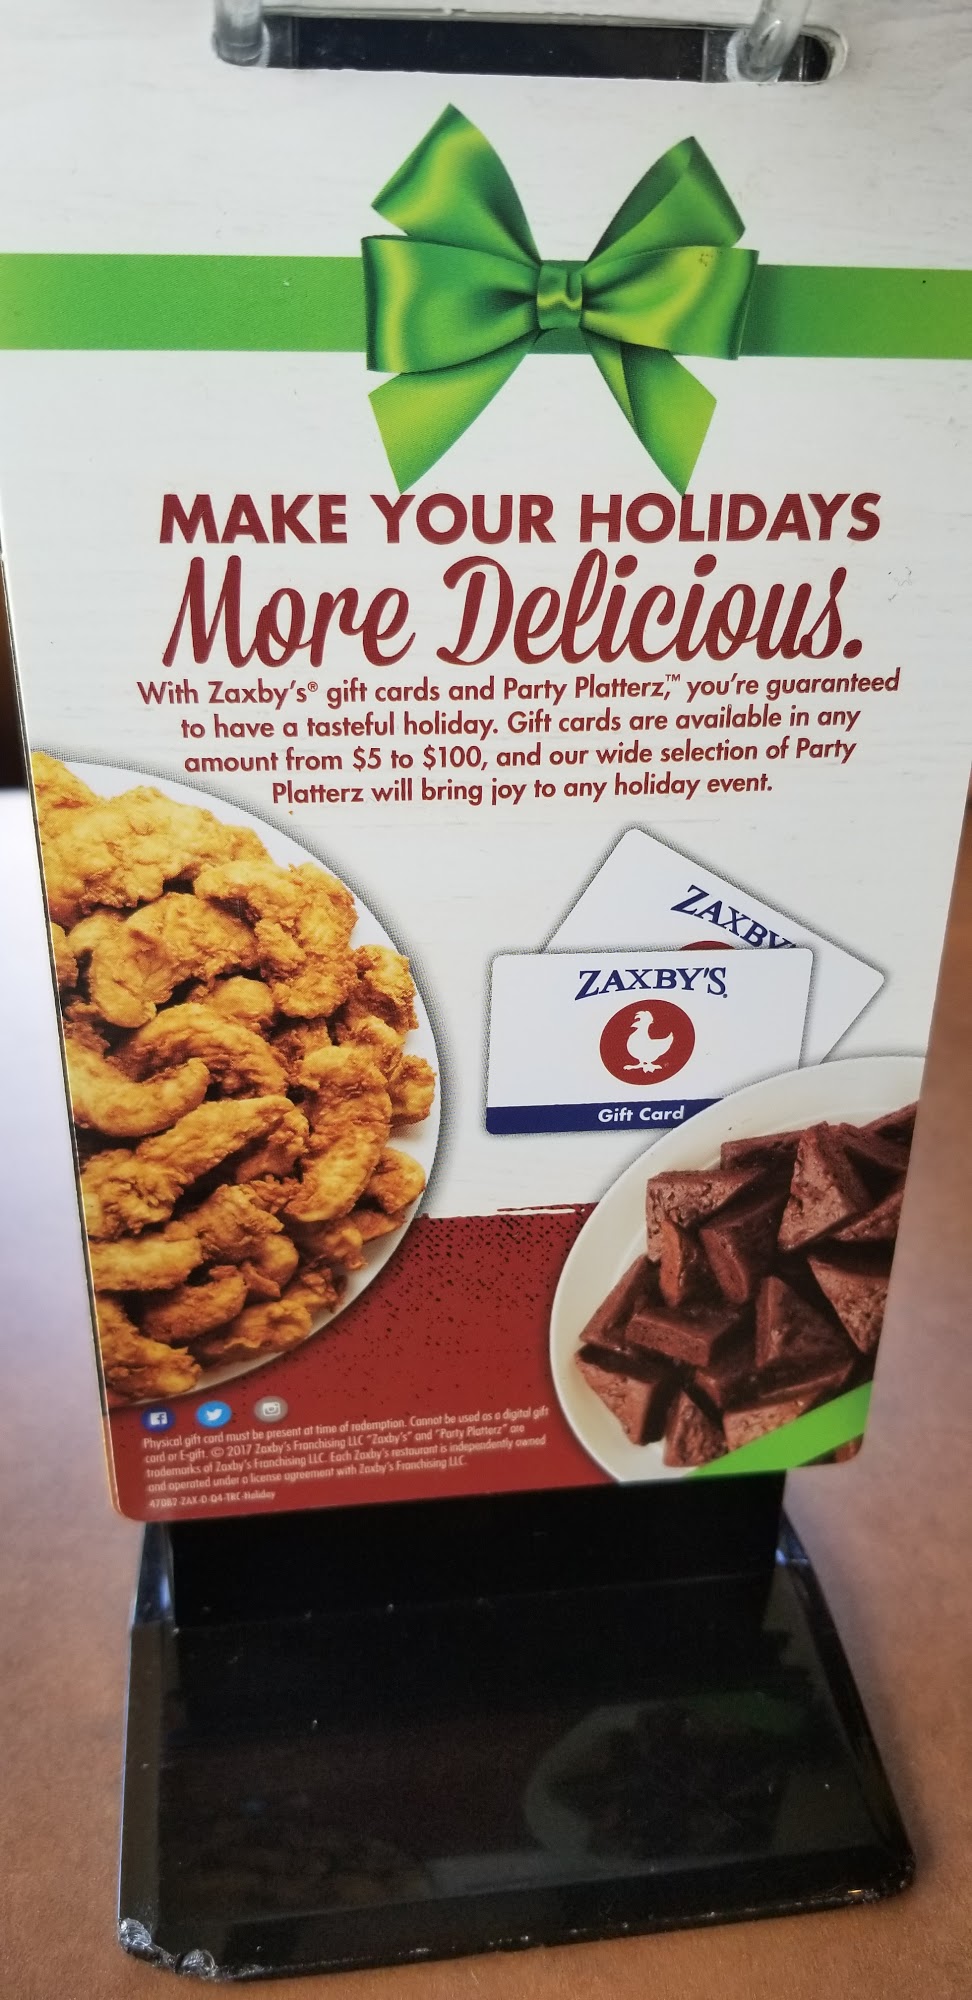 MAKE YOUR HOLIDAYS
More Delicious.
With Zaxby's® gift cards and Party Platterz,™ you're guaranteed
to have a tasteful holiday. Gift cards are available in any
amount from $5 to $100, and our wide selection of Party
Platterz will bring joy to any holiday event.
ZAXBY
ZAXBY'S
Gift Card
Physical gift card must be present at time of redemption. Cannot be used as a digital gift
card or E-gift. © 2017 Zaxby's Franchising LLC "Zaxby's" and "Party Platterz" are
trademarks of Zaxby's Franchising LLC. Each Zaxby's restaurant is independently owned
and operated under a license agreement with Zaxby's Franchising LLC.
47082-ZAX-D-Q4-TRC-Holiday